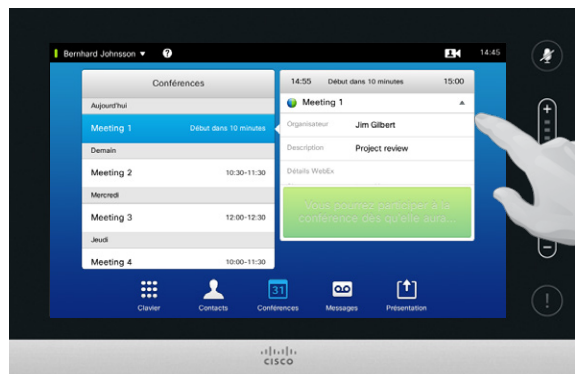 Bernhard Johnsson
?
14:45
Conférences
Aujourd'hui
Meeting 1 Début dans 10 minutes
Demain
Meeting 2 10:30-11:30
Mercredi
Meeting 3 12:00-12:30
Jeudi
Meeting 4 10:00-11:30
14:55 Début dans 10 minutes 15:00
Meeting 1
Organisateur Jim Gilbert
Description Project review
Détails WebEx
Vous pourrez participer à la
conférence dès qu'elle aura...
Clavier
Contacts
31
Conférences
Messages
Présentation
+
-
!
CISCO